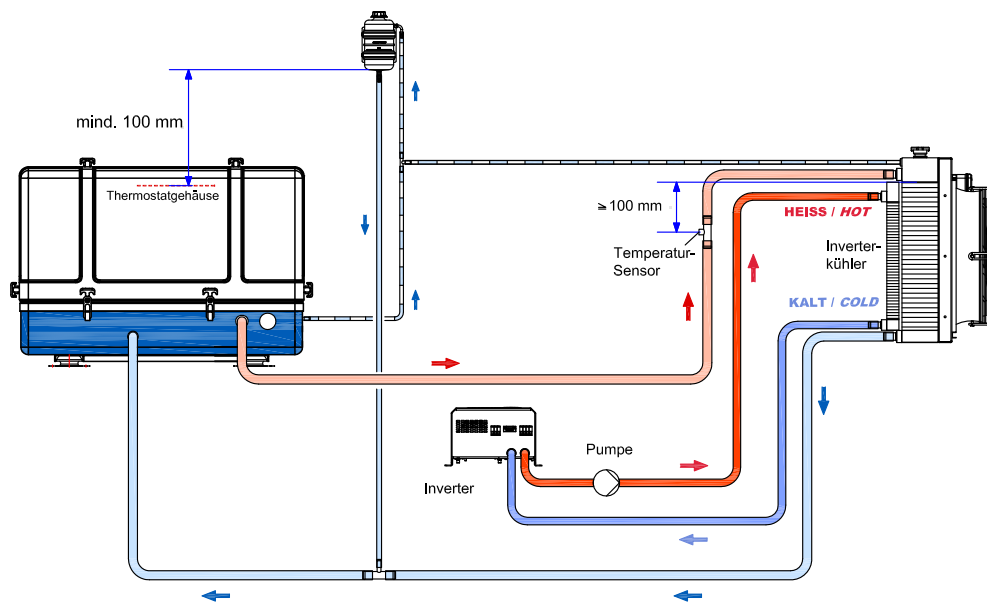 mind. 100 mm
Thermostatgehäuse
≥100 mm
HEISS / HOT
Temperatur-
Sensor
Inverter-
kühler
KALT / COLD
Pumpe
Inverter